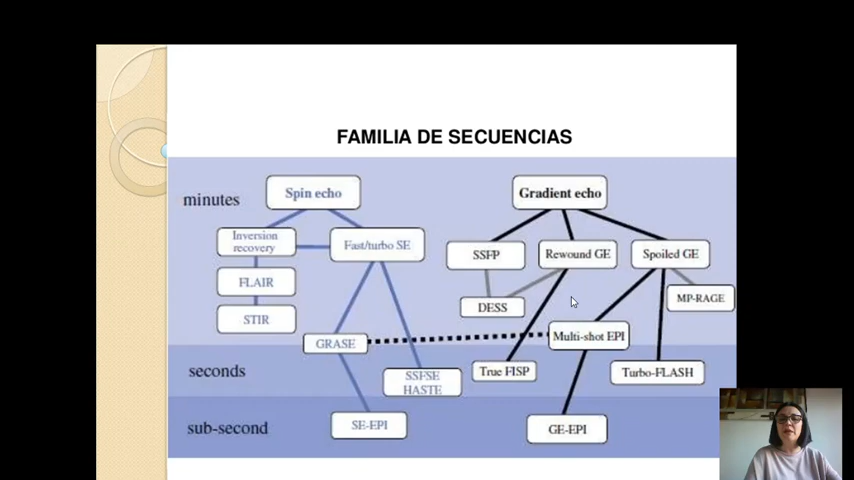 FAMILIA DE SECUENCIAS
minutes
Spin echo
Gradient echo
Inversion
recovery
Fast/turbo SE
SSFP
Rewound GE
Spoiled GE
FLAIR
DESS
MP-RAGE
STIR
GRASE
Multi-shot EPI
seconds
SSFSE
HASTE
True FISP
Turbo-FLASH
sub-second
SE-EPI
GE-EPI